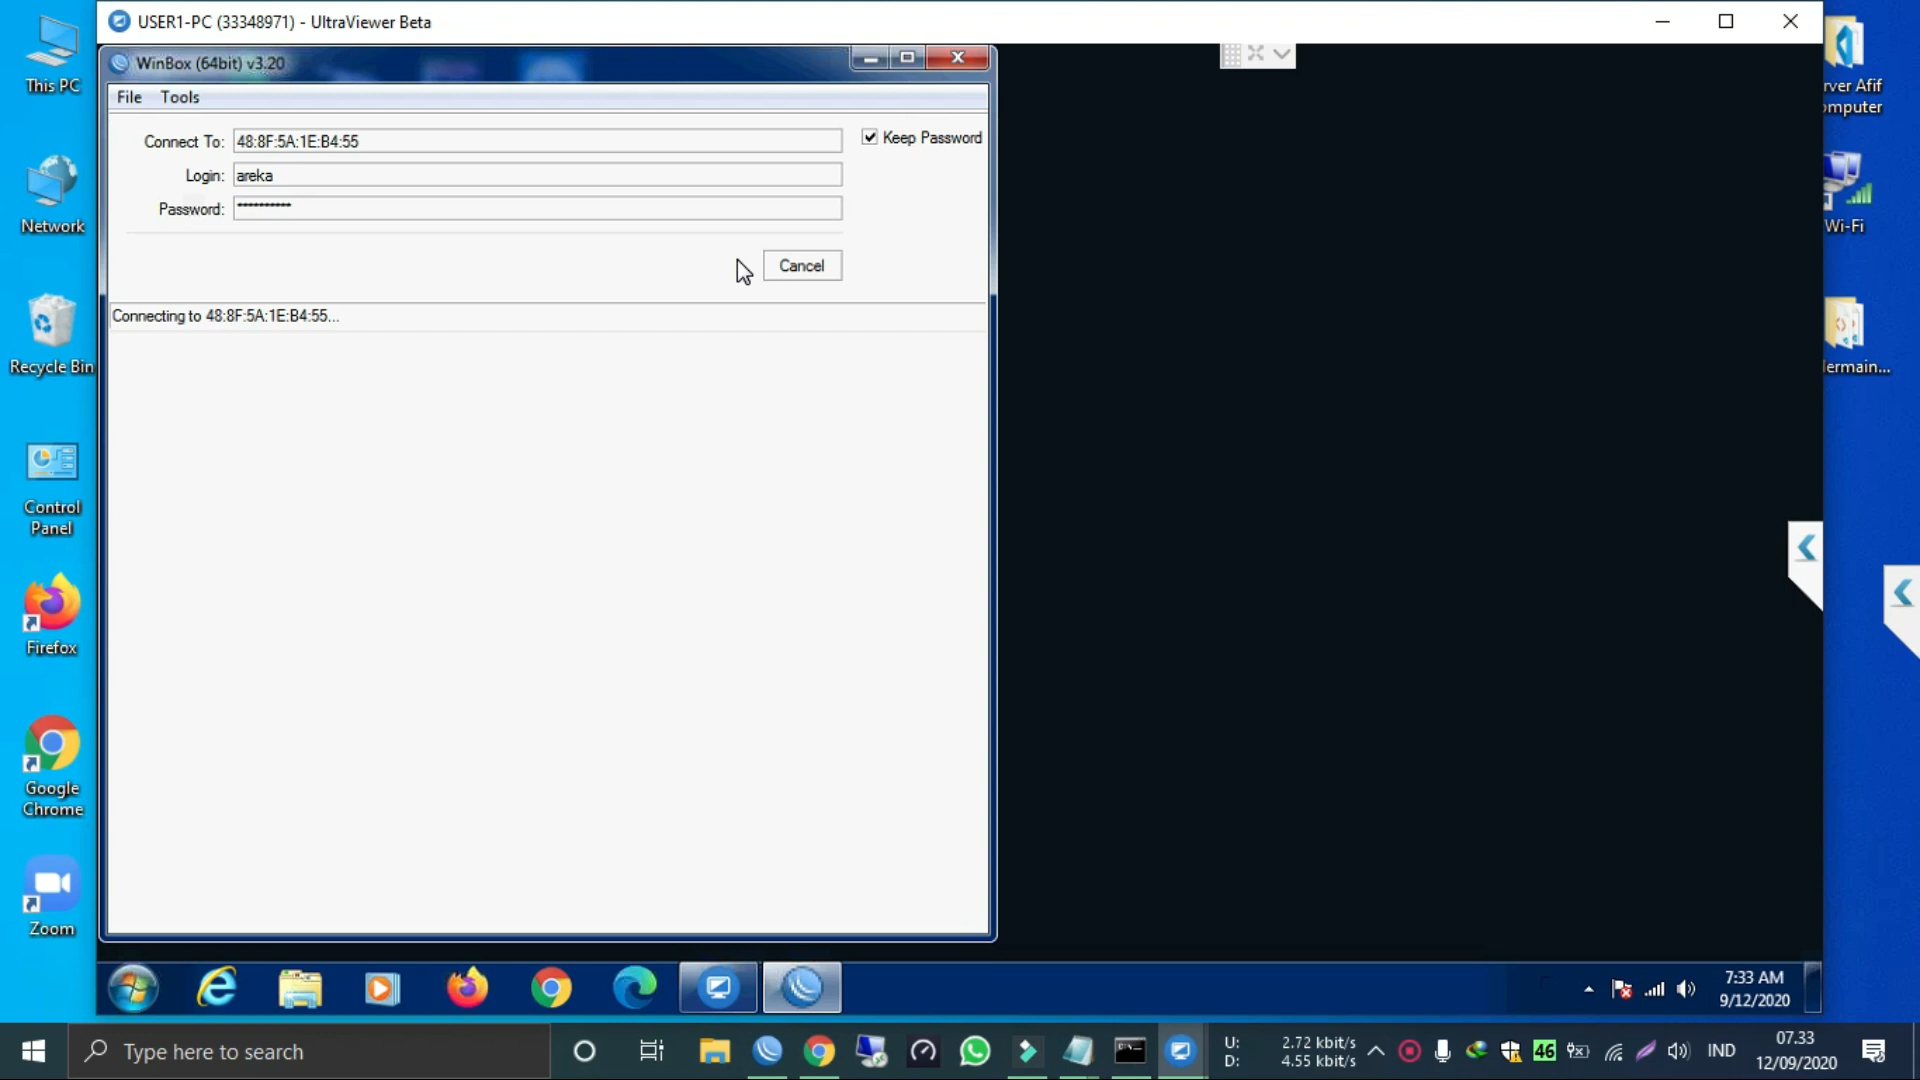 USER1-PC (33348971) - UltraViewer Beta
WinBox (64bit) v3.20
File Tools
Connect To: 48:8F:5A:1E:B4:55
Keep Password
Login: areka
Password: **********
Cancel
Connecting to 48:8F:5A:1E:B4:55...
This PC
Network
Recycle Bin
Control
Panel
Firefox
Google
Chrome
Zoom
rver Afif
omputer
Wi-Fi
lermain...
7:33 AM
9/12/2020
Type here to search
U: 2.72 kbit/s
D: 4.55 kbit/s
46
IND
07.33
12/09/2020